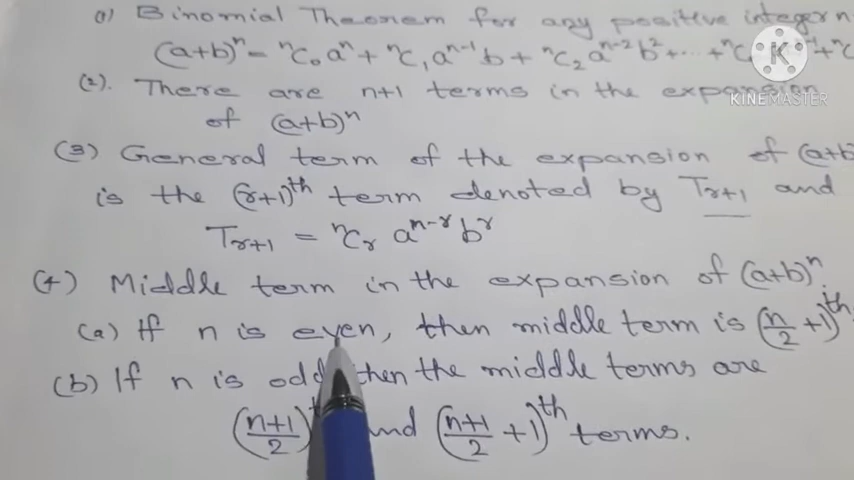 (1) Binomial Theorem for any positive integer n
(a+b)ⁿ = ⁿC₀aⁿ + ⁿC₁aⁿ⁻¹b + ⁿC₂aⁿ⁻²b² + ... + ⁿC
KINEMASTER
(2). There are n+1 terms in the expansion
of (a+b)ⁿ
(3) General term of the expansion of (a+b)
is the (r+1)ᵗʰ term denoted by Tᵣ₊₁ and
Tᵣ₊₁ = ⁿCᵣ aⁿ⁻ʳ bʳ
(4) Middle term in the expansion of (a+b)ⁿ.
(a) If n is even, then middle term is (n/2 + 1)ᵗʰ
(b) If n is odd then the middle terms are
((n+1)/2) and ((n+1)/2 + 1)ᵗʰ terms.